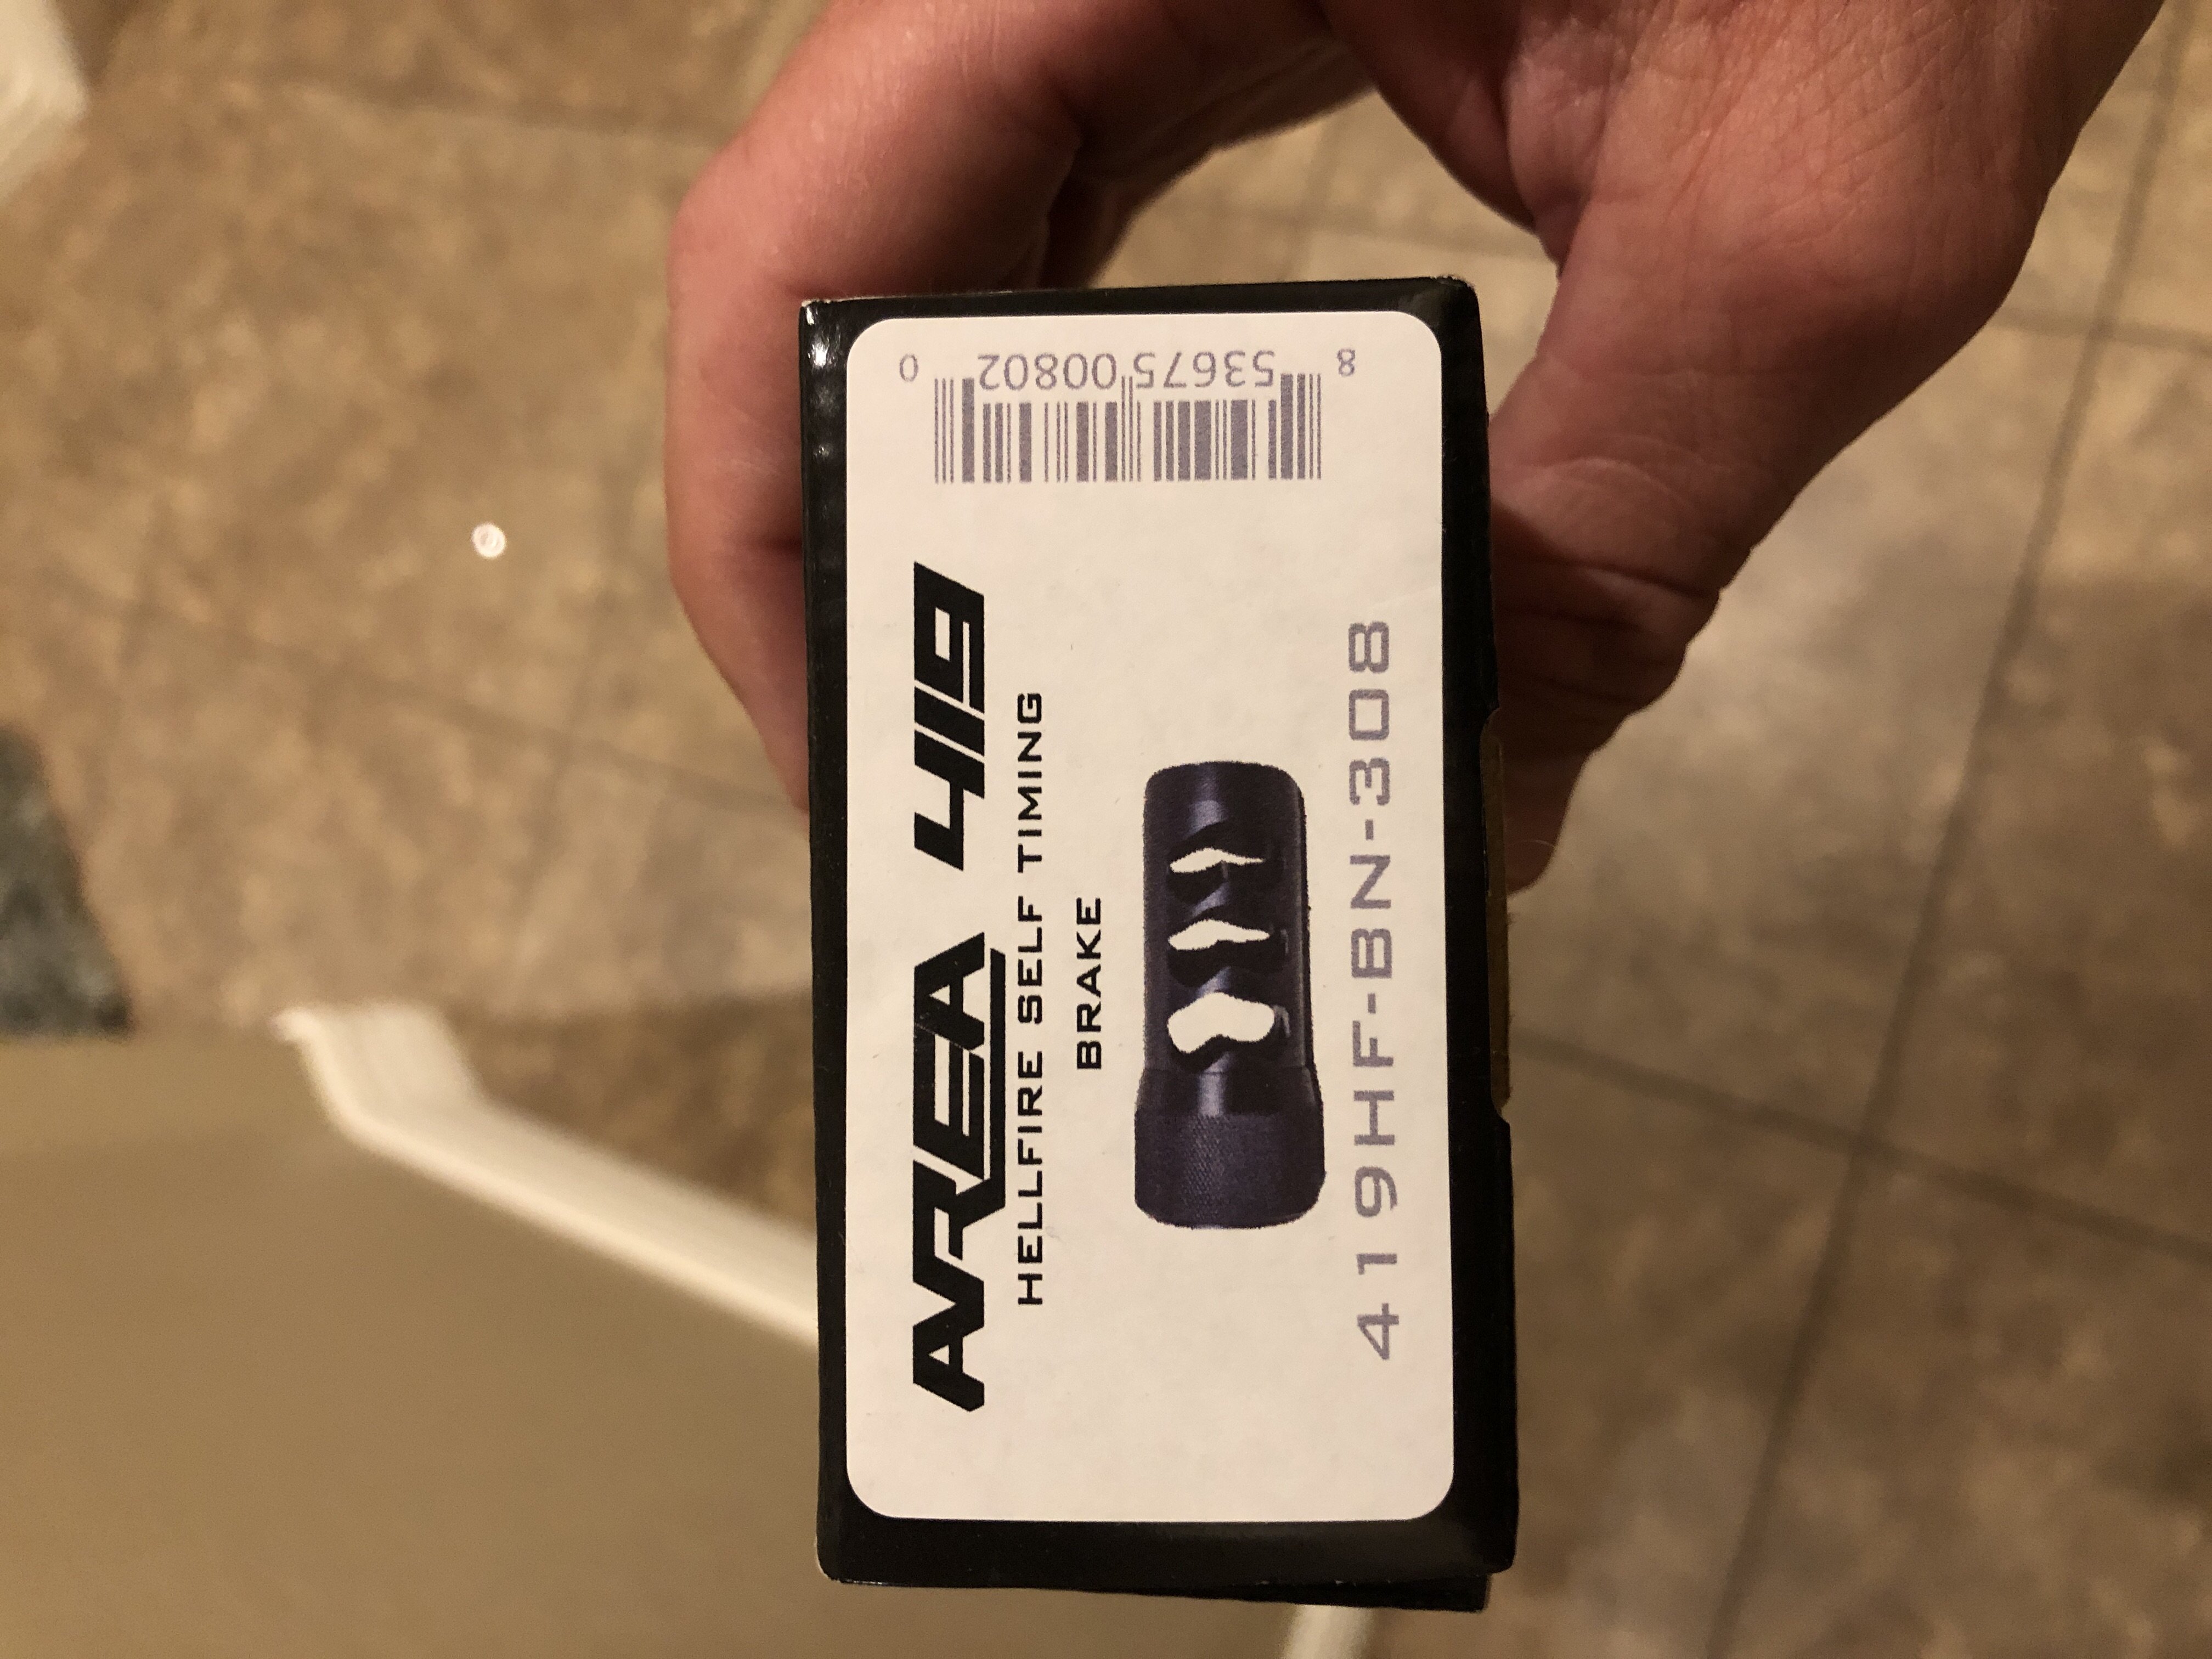 AREA 419
HELLFIRE SELF TIMING
BRAKE
419HF-BN-308
8 53675 00802 0